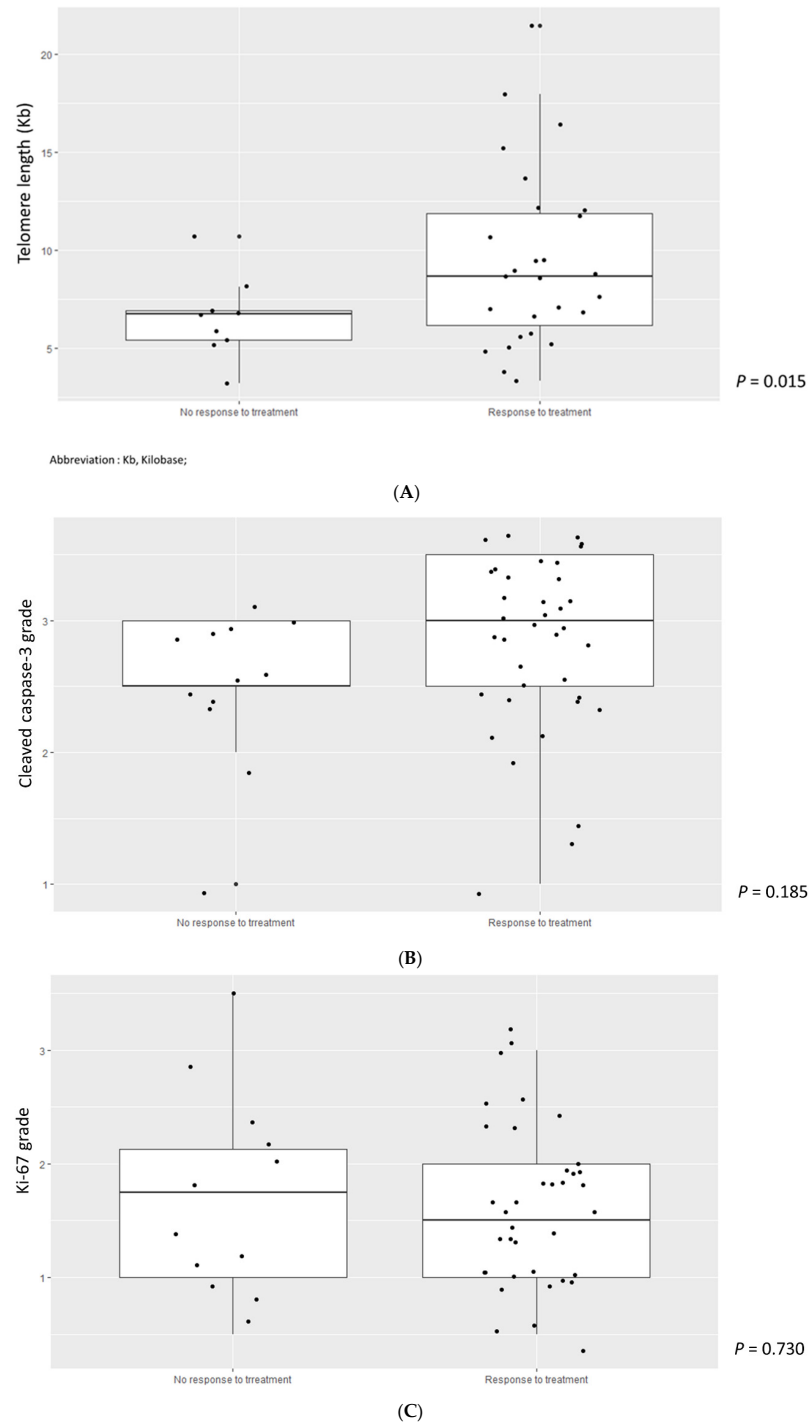 Telomere length (Kb)
20
15
10
5
No response to trreatment
Response to treatment
P = 0.015
Abbreviation : Kb, Kilobase;
(A)
Cleaved caspase-3 grade
3
2
1
No response to trreatment
Response to treatment
P = 0.185
(B)
Ki-67 grade
3
2
1
No response to trreatment
Response to treatment
P = 0.730
(C)